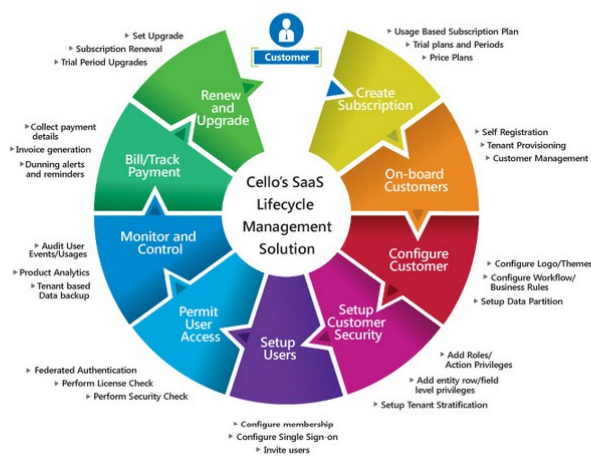 Customer
Create
Subscription
Usage Based Subscription Plan
Trial plans and Periods
Price Plans
On-board
Customers
Self Registration
Tenant Provisioning
Customer Management
Configure
Customer
Configure Logo/Themes
Configure Workflow/
Business Rules
Setup Data Partition
Setup
Customer
Security
Add Roles/
Action Privileges
Add entity row/field
level privileges
Setup Tenant Stratification
Setup
Users
Configure membership
Configure Single Sign-on
Invite users
Permit
User
Access
Federated Authentication
Perform License Check
Perform Security Check
Monitor and
Control
Audit User
Events/Usages
Product Analytics
Tenant based
Data backup
Bill/Track
Payment
Collect payment
details
Invoice generation
Dunning alerts
and reminders
Renew
and
Upgrade
Set Upgrade
Subscription Renewal
Trial Period Upgrades
Cello's SaaS
Lifecycle
Management
Solution